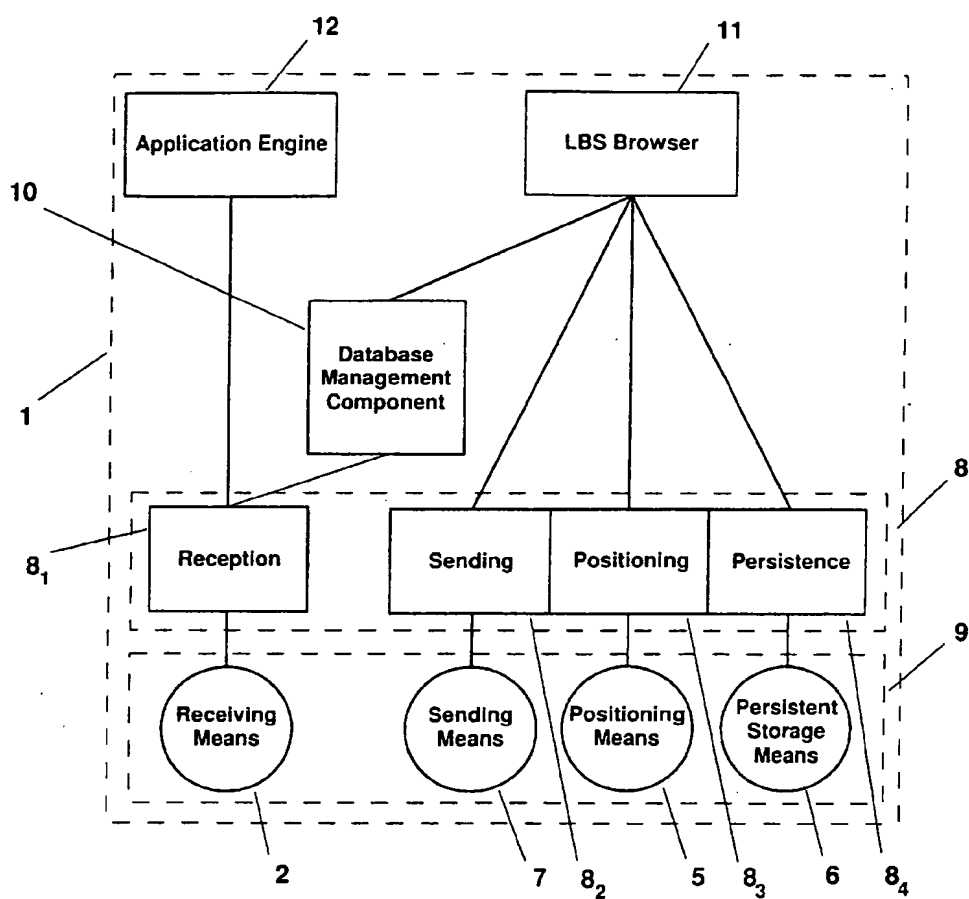 12
11
Application Engine
LBS Browser
10
Database
Management
Component
1
8
8₁
Reception
Sending
Positioning
Persistence
9
Receiving
Means
Sending
Means
Positioning
Means
Persistent
Storage
Means
2
7
8₂
5
8₃
6
8₄